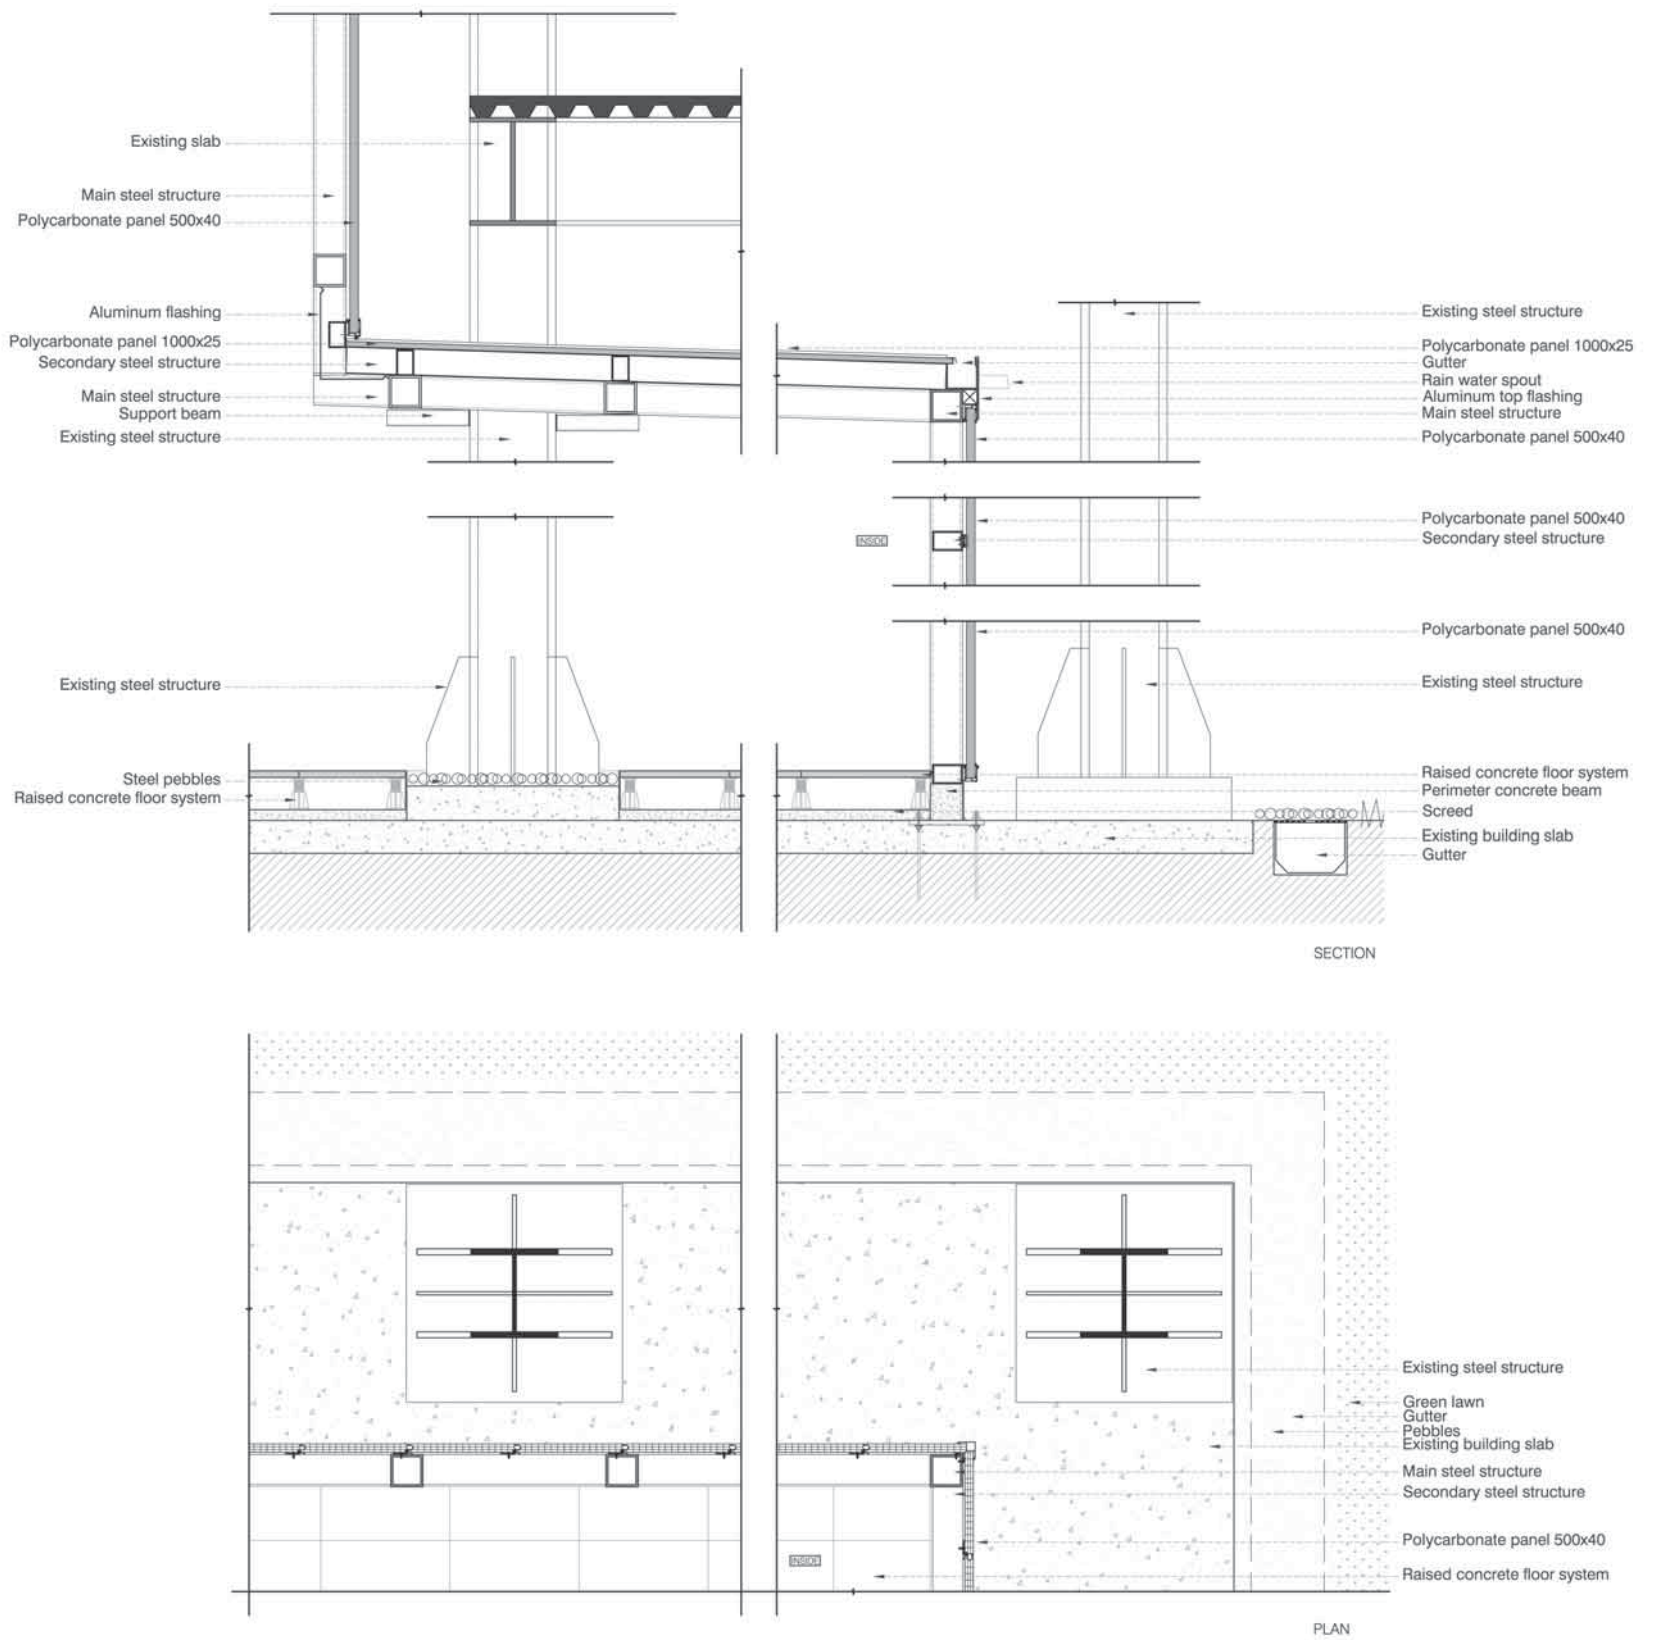 Existing slab
Main steel structure
Polycarbonate panel 500x40
Aluminum flashing
Polycarbonate panel 1000x25
Secondary steel structure
Main steel structure
Support beam
Existing steel structure
Existing steel structure
Polycarbonate panel 1000x25
Gutter
Rain water spout
Aluminum top flashing
Main steel structure
Polycarbonate panel 500x40
Polycarbonate panel 500x40
Secondary steel structure
INSIDE
Polycarbonate panel 500x40
Existing steel structure
Existing steel structure
Steel pebbles
Raised concrete floor system
Raised concrete floor system
Perimeter concrete beam
Screed
Existing building slab
Gutter
SECTION
Existing steel structure
Green lawn
Gutter
Pebbles
Existing building slab
Main steel structure
Secondary steel structure
Polycarbonate panel 500x40
INSIDE
Raised concrete floor system
PLAN